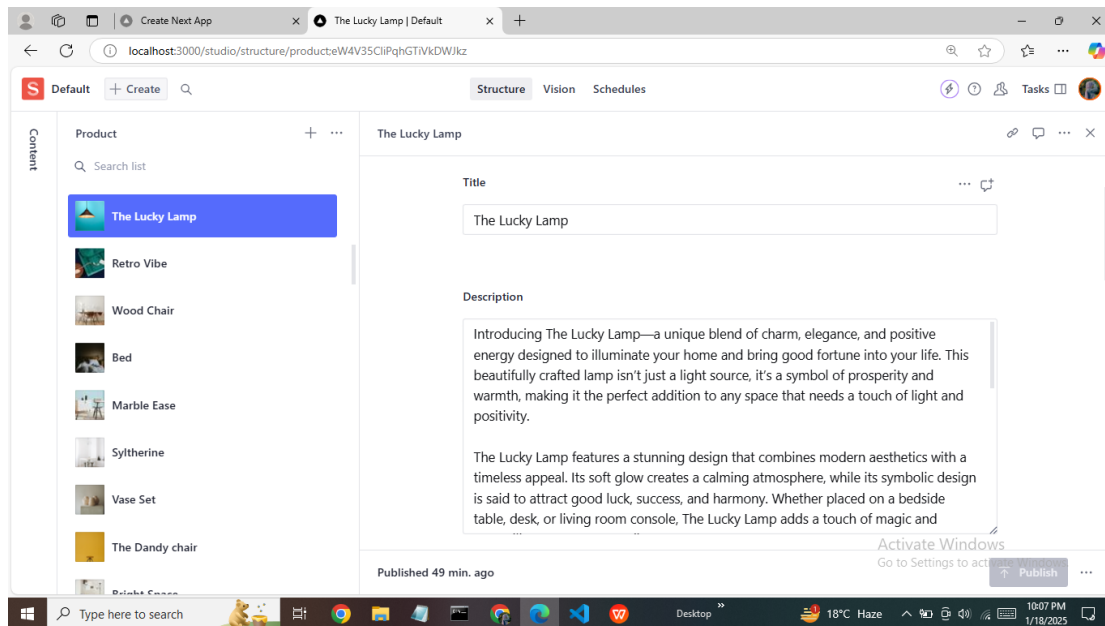 Create Next App
The Lucky Lamp | Default
localhost:3000/studio/structure/product;eW4V35CliPqhGTiVkDWJkz
S Default + Create
Structure Vision Schedules
Tasks
Content
Product
Search list
The Lucky Lamp
Retro Vibe
Wood Chair
Bed
Marble Ease
Syltherine
Vase Set
The Dandy chair
Bright Space
The Lucky Lamp
Title
The Lucky Lamp
Description
Introducing The Lucky Lamp—a unique blend of charm, elegance, and positive
energy designed to illuminate your home and bring good fortune into your life. This
beautifully crafted lamp isn't just a light source, it's a symbol of prosperity and
warmth, making it the perfect addition to any space that needs a touch of light and
positivity.
The Lucky Lamp features a stunning design that combines modern aesthetics with a
timeless appeal. Its soft glow creates a calming atmosphere, while its symbolic design
is said to attract good luck, success, and harmony. Whether placed on a bedside
table, desk, or living room console, The Lucky Lamp adds a touch of magic and
Activate Windows
Go to Settings to activate Windows.
Published 49 min. ago
Publish
Type here to search
Desktop
18°C Haze
10:07 PM
1/18/2025